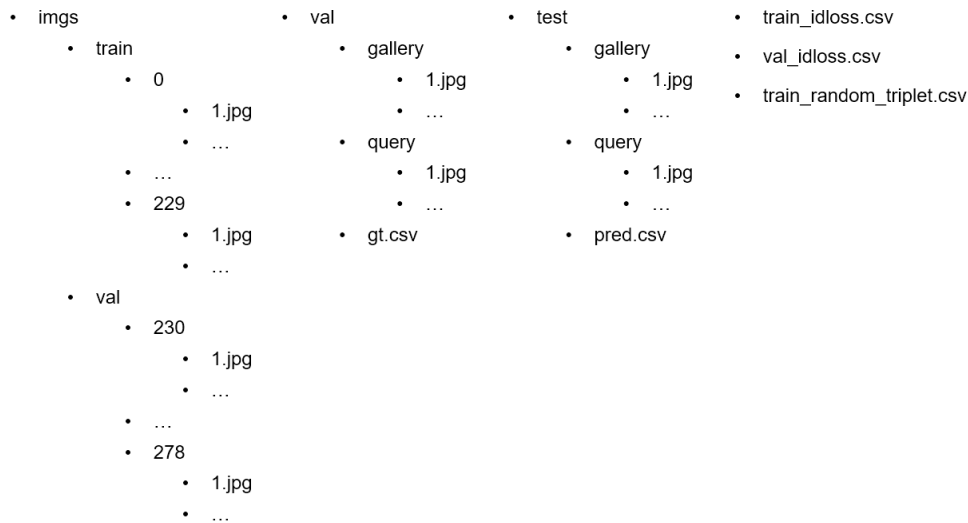 • imgs
• train
• 0
• 1.jpg
• …
• …
• 229
• 1.jpg
• …
• val
• 230
• 1.jpg
• …
• …
• 278
• 1.jpg
• …
• val
• gallery
• 1.jpg
• …
• query
• 1.jpg
• …
• gt.csv
• test
• gallery
• 1.jpg
• …
• query
• 1.jpg
• …
• pred.csv
• train_idloss.csv
• val_idloss.csv
• train_random_triplet.csv